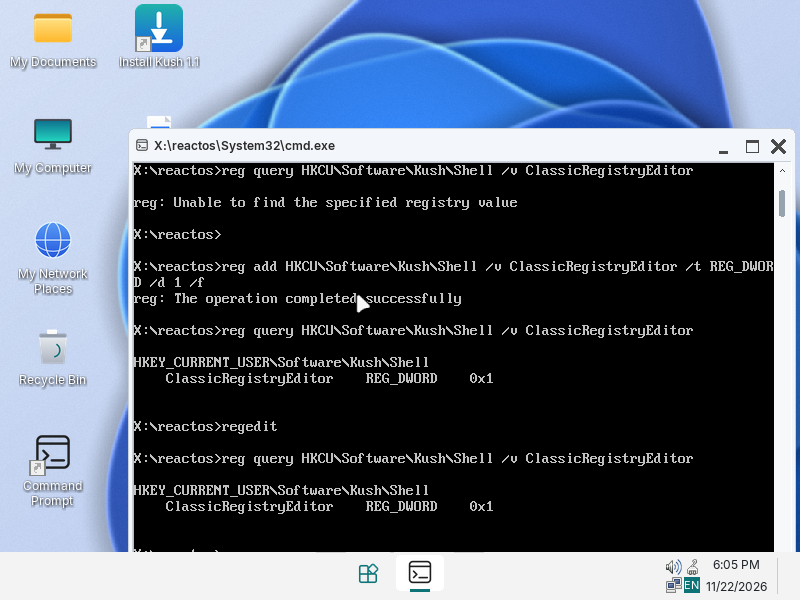 My Documents
Install Kush 1.1
My Computer
My Network
Places
Recycle Bin
Command
Prompt
X:\reactos\System32\cmd.exe
X:\reactos>reg query HKCU\Software\Kush\Shell /v ClassicRegistryEditor
reg: Unable to find the specified registry value
X:\reactos>
X:\reactos>reg add HKCU\Software\Kush\Shell /v ClassicRegistryEditor /t REG_DWOR
D /d 1 /f
reg: The operation completed successfully
X:\reactos>reg query HKCU\Software\Kush\Shell /v ClassicRegistryEditor
HKEY_CURRENT_USER\Software\Kush\Shell
ClassicRegistryEditor    REG_DWORD    0x1
X:\reactos>regedit
X:\reactos>reg query HKCU\Software\Kush\Shell /v ClassicRegistryEditor
HKEY_CURRENT_USER\Software\Kush\Shell
ClassicRegistryEditor    REG_DWORD    0x1
6:05 PM
EN
11/22/2026